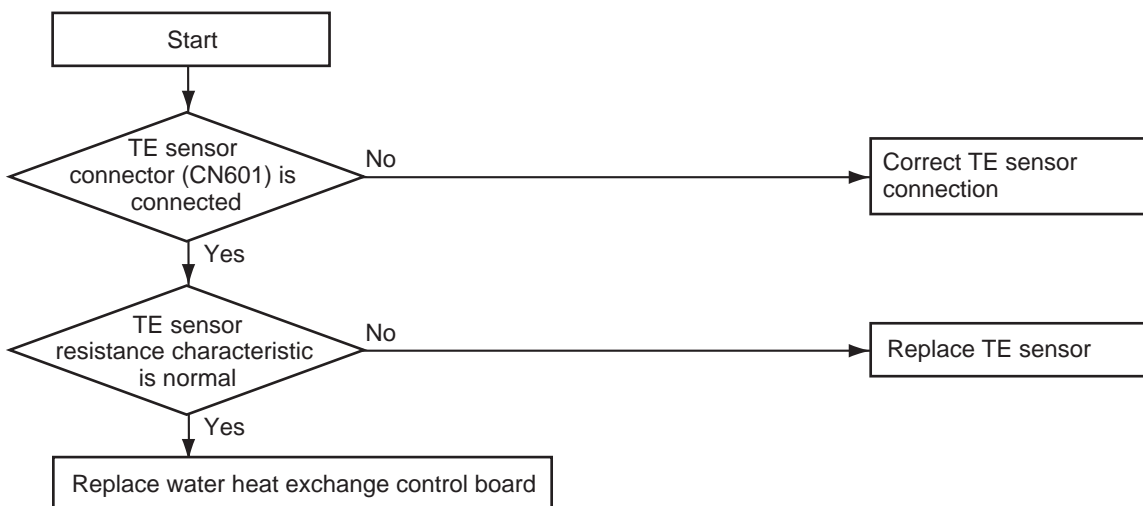 Start
TE sensor
connector (CN601) is
connected
No
Correct TE sensor
connection
Yes
TE sensor
resistance characteristic
is normal
No
Replace TE sensor
Yes
Replace water heat exchange control board